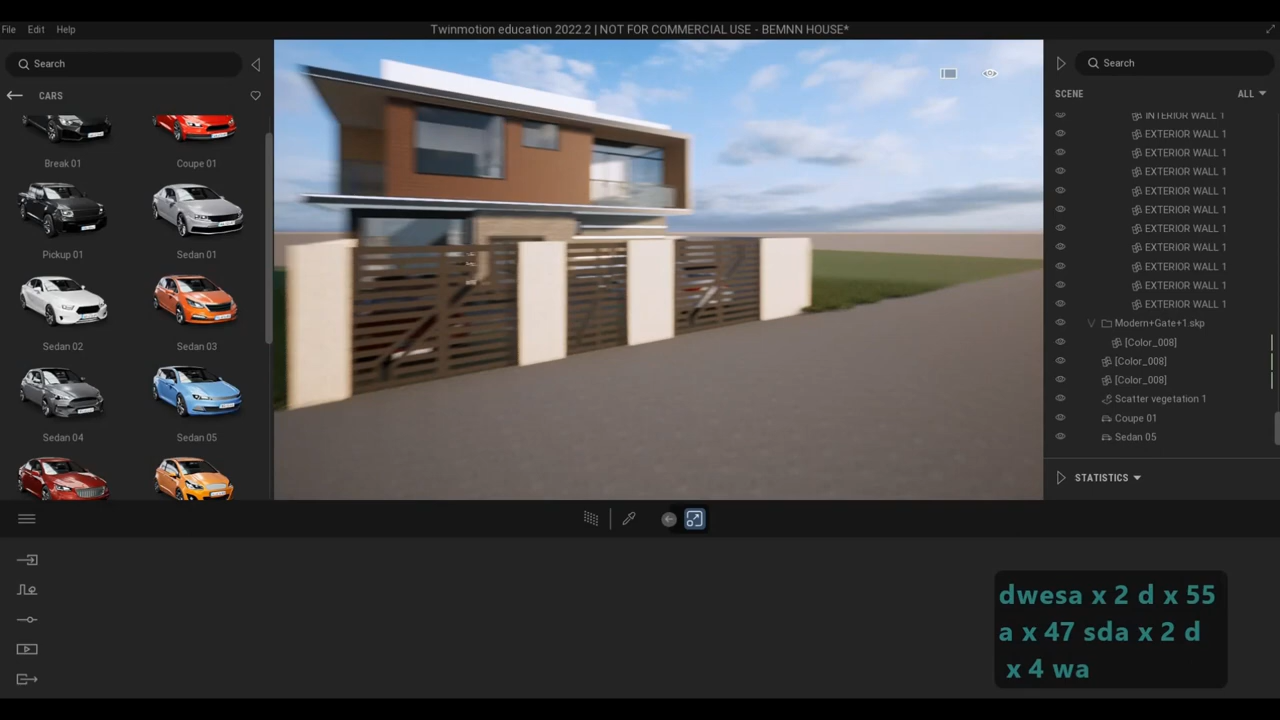 File Edit Help
Twinmotion education 2022.2 | NOT FOR COMMERCIAL USE - BEMNN HOUSE*
Search
CARS
Break 01
Coupe 01
Pickup 01
Sedan 01
Sedan 02
Sedan 03
Sedan 04
Sedan 05
Search
SCENE
ALL
INTERIOR WALL 1
EXTERIOR WALL 1
EXTERIOR WALL 1
EXTERIOR WALL 1
EXTERIOR WALL 1
EXTERIOR WALL 1
EXTERIOR WALL 1
EXTERIOR WALL 1
EXTERIOR WALL 1
EXTERIOR WALL 1
EXTERIOR WALL 1
Modern+Gate+1.skp
[Color_008]
[Color_008]
[Color_008]
Scatter vegetation 1
Coupe 01
Sedan 05
STATISTICS
dwesa x 2 d x 55
a x 47 sda x 2 d
x 4 wa